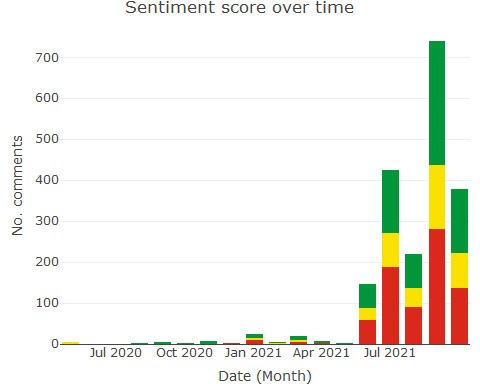 Sentiment score over time
No. comments
700
600
500
400
300
200
100
0
Jul 2020
Oct 2020
Jan 2021
Apr 2021
Jul 2021
Date (Month)